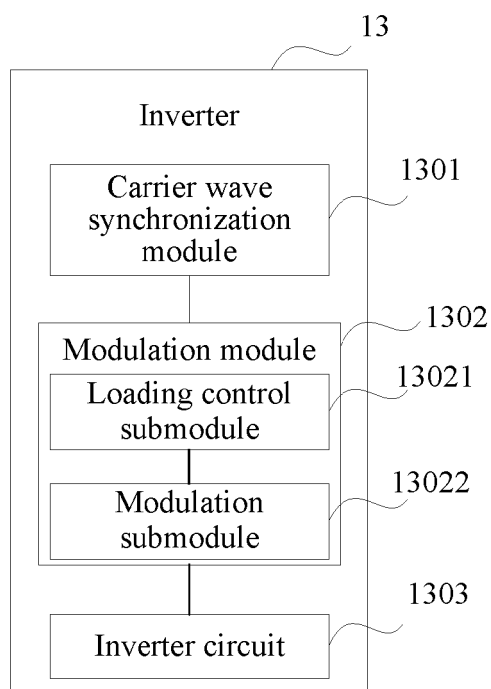 13
Inverter
1301
Carrier wave
synchronization
module
1302
Modulation module
13021
Loading control
submodule
13022
Modulation
submodule
1303
Inverter circuit